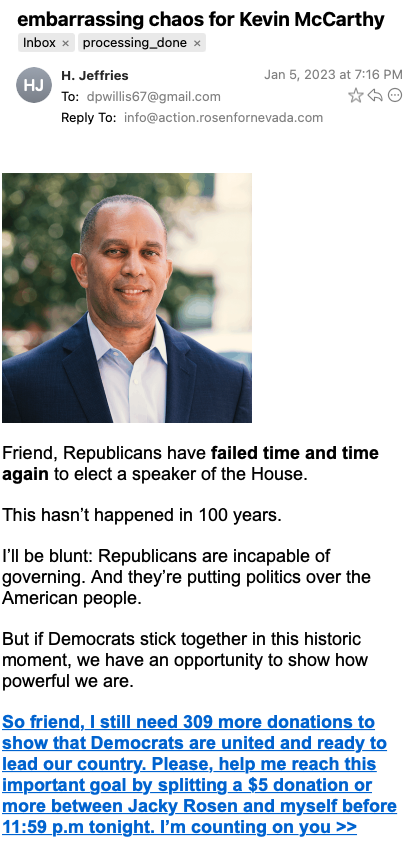 embarrassing chaos for Kevin McCarthy
Inbox × processing_done ×
HJ
H. Jeffries
Jan 5, 2023 at 7:16 PM
To: dpwillis67@gmail.com
Reply To: info@action.rosenfornevada.com
Friend, Republicans have failed time and time
again to elect a speaker of the House.
This hasn’t happened in 100 years.
I’ll be blunt: Republicans are incapable of
governing. And they’re putting politics over the
American people.
But if Democrats stick together in this historic
moment, we have an opportunity to show how
powerful we are.
So friend, I still need 309 more donations to
show that Democrats are united and ready to
lead our country. Please, help me reach this
important goal by splitting a $5 donation or
more between Jacky Rosen and myself before
11:59 p.m tonight. I’m counting on you >>